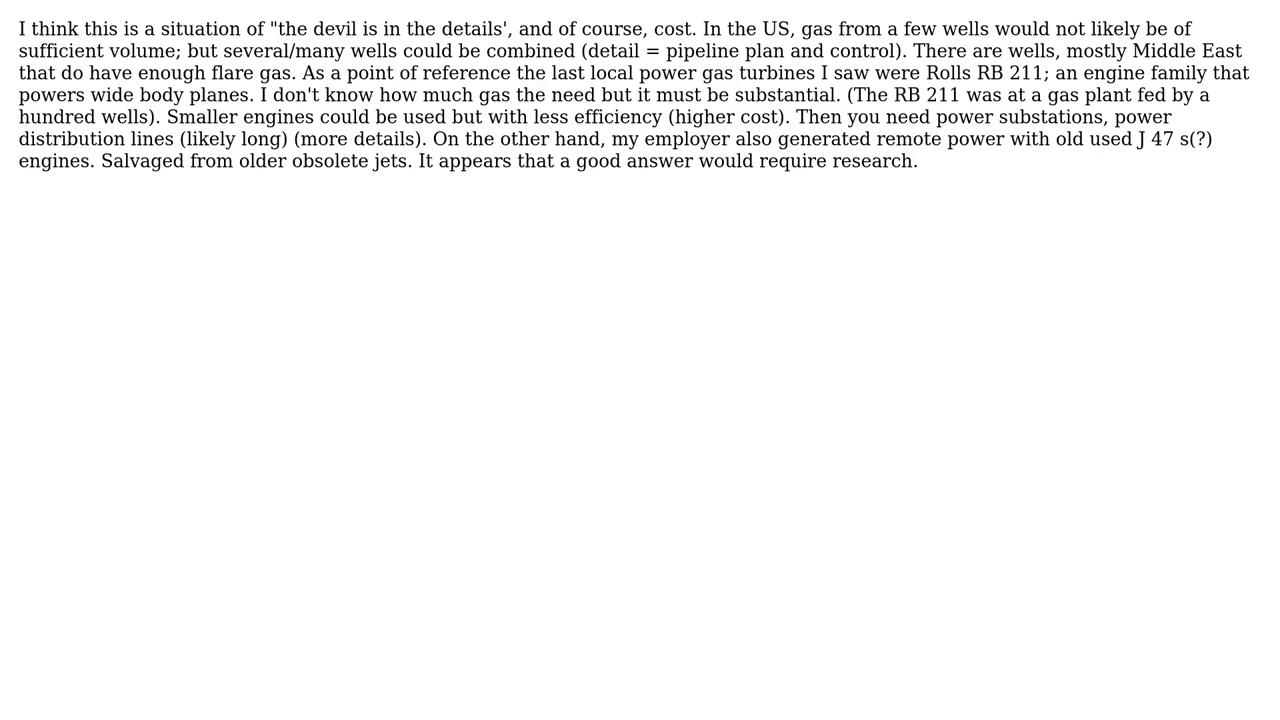 I think this is a situation of "the devil is in the details', and of course, cost. In the US, gas from a few wells would not likely be of
sufficient volume; but several/many wells could be combined (detail = pipeline plan and control). There are wells, mostly Middle East
that do have enough flare gas. As a point of reference the last local power gas turbines I saw were Rolls RB 211; an engine family that
powers wide body planes. I don't know how much gas the need but it must be substantial. (The RB 211 was at a gas plant fed by a
hundred wells). Smaller engines could be used but with less efficiency (higher cost). Then you need power substations, power
distribution lines (likely long) (more details). On the other hand, my employer also generated remote power with old used J 47 s(?)
engines. Salvaged from older obsolete jets. It appears that a good answer would require research.